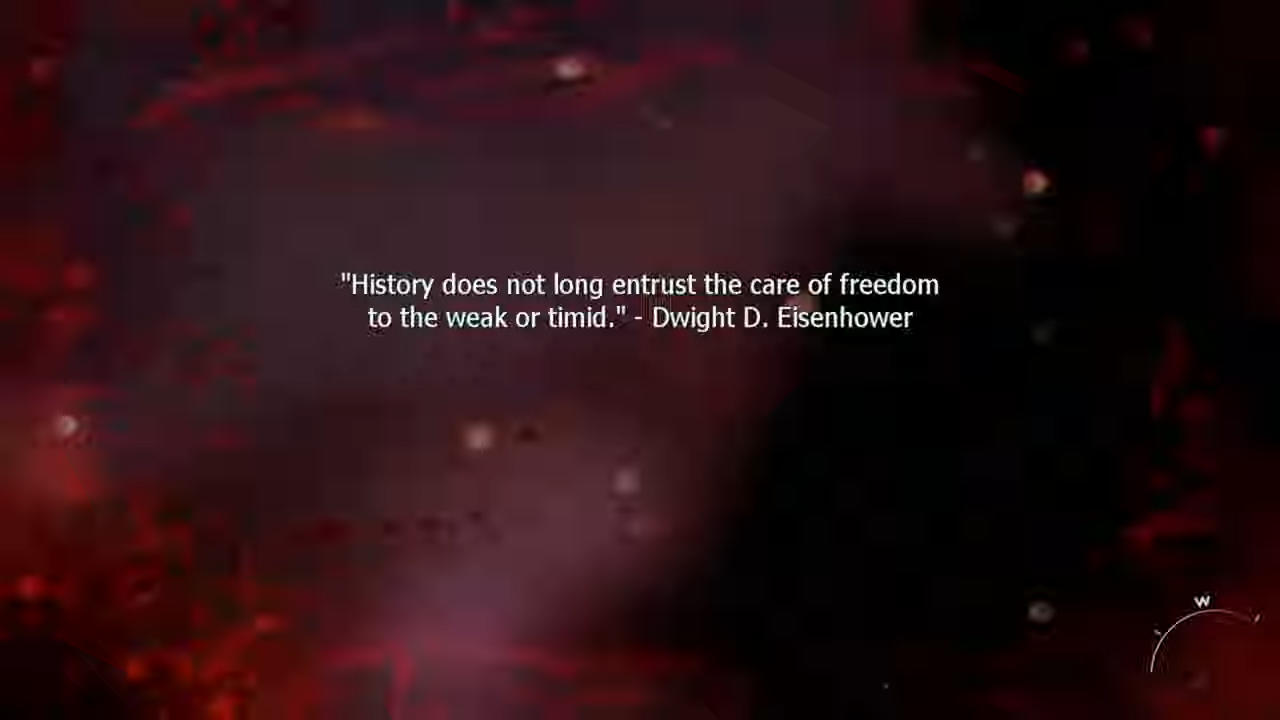 "History does not long entrust the care of freedom
to the weak or timid." - Dwight D. Eisenhower
W